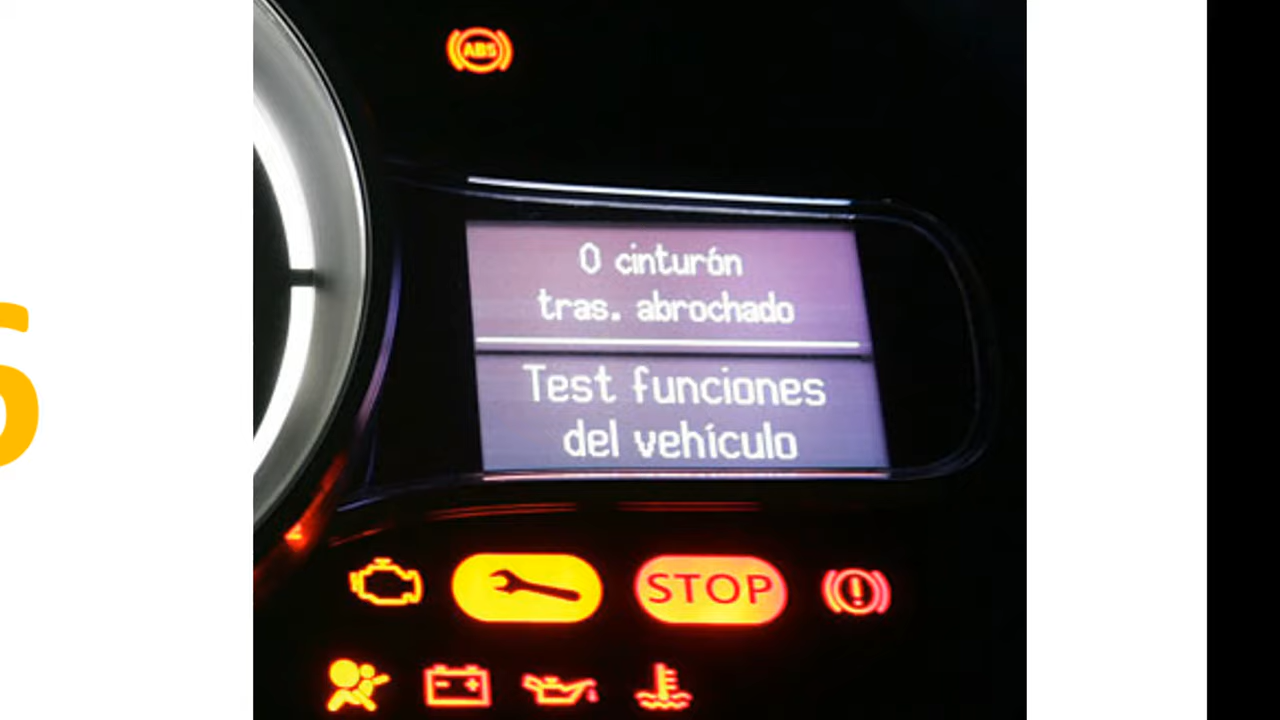 ABS
0 cinturón
tras. abrochado
Test funciones
del vehículo
STOP